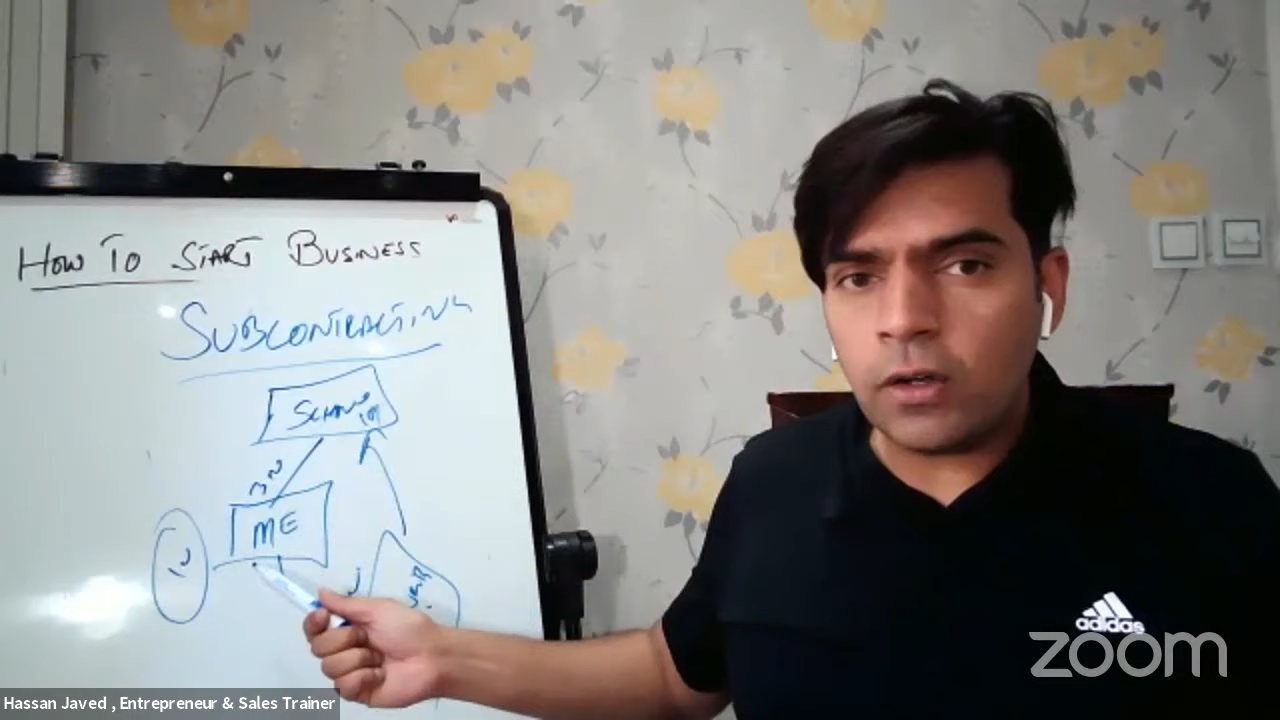 HOW TO START BUSINESS
SUBCONTRACTING
ME
adidas
zoom
Hassan Javed , Entrepreneur & Sales Trainer